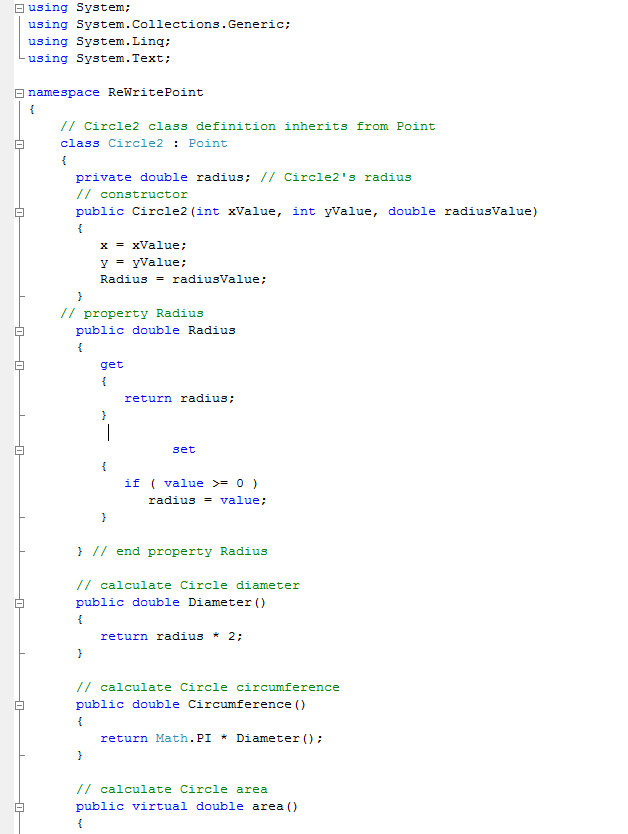 using System;
using System.Collections.Generic;
using System.Linq;
using System.Text;
namespace ReWritePoint
{
// Circle2 class definition inherits from Point
class Circle2 : Point
{
private double radius; // Circle2's radius
// constructor
public Circle2(int xValue, int yValue, double radiusValue)
{
x = xValue;
y = yValue;
Radius = radiusValue;
}
// property Radius
public double Radius
{
get
{
return radius;
}
set
{
if ( value >= 0 )
radius = value;
}
} // end property Radius
// calculate Circle diameter
public double Diameter()
{
return radius * 2;
}
// calculate Circle circumference
public double Circumference()
{
return Math.PI * Diameter();
}
// calculate Circle area
public virtual double area()
{